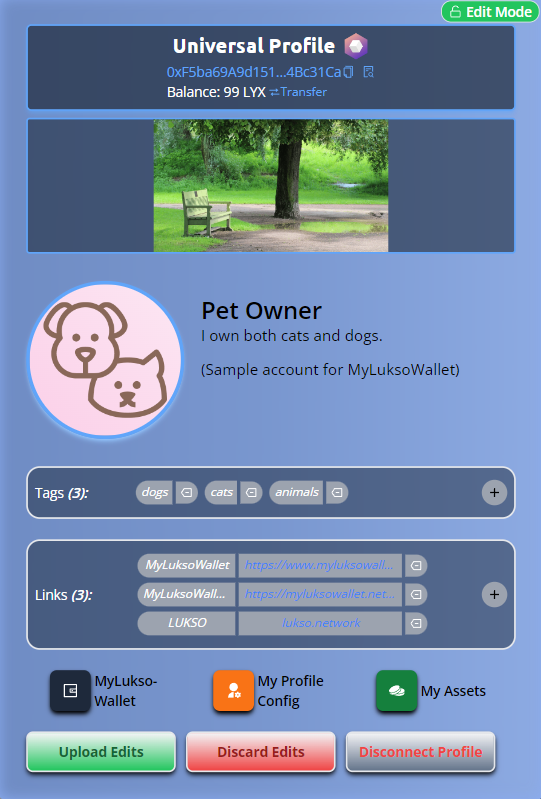 Edit Mode
Universal Profile
0xF5ba69A9d151...4Bc31Ca
Balance: 99 LYX Transfer
Pet Owner
I own both cats and dogs.
(Sample account for MyLuksoWallet)
Tags (3): dogs cats animals +
Links (3):
MyLuksoWallet https://www.myluksowall...
MyLuksoWall... https://myluksowallet.net...
LUKSO lukso.network
+
MyLukso-
Wallet
My Profile
Config
My Assets
Upload Edits Discard Edits Disconnect Profile